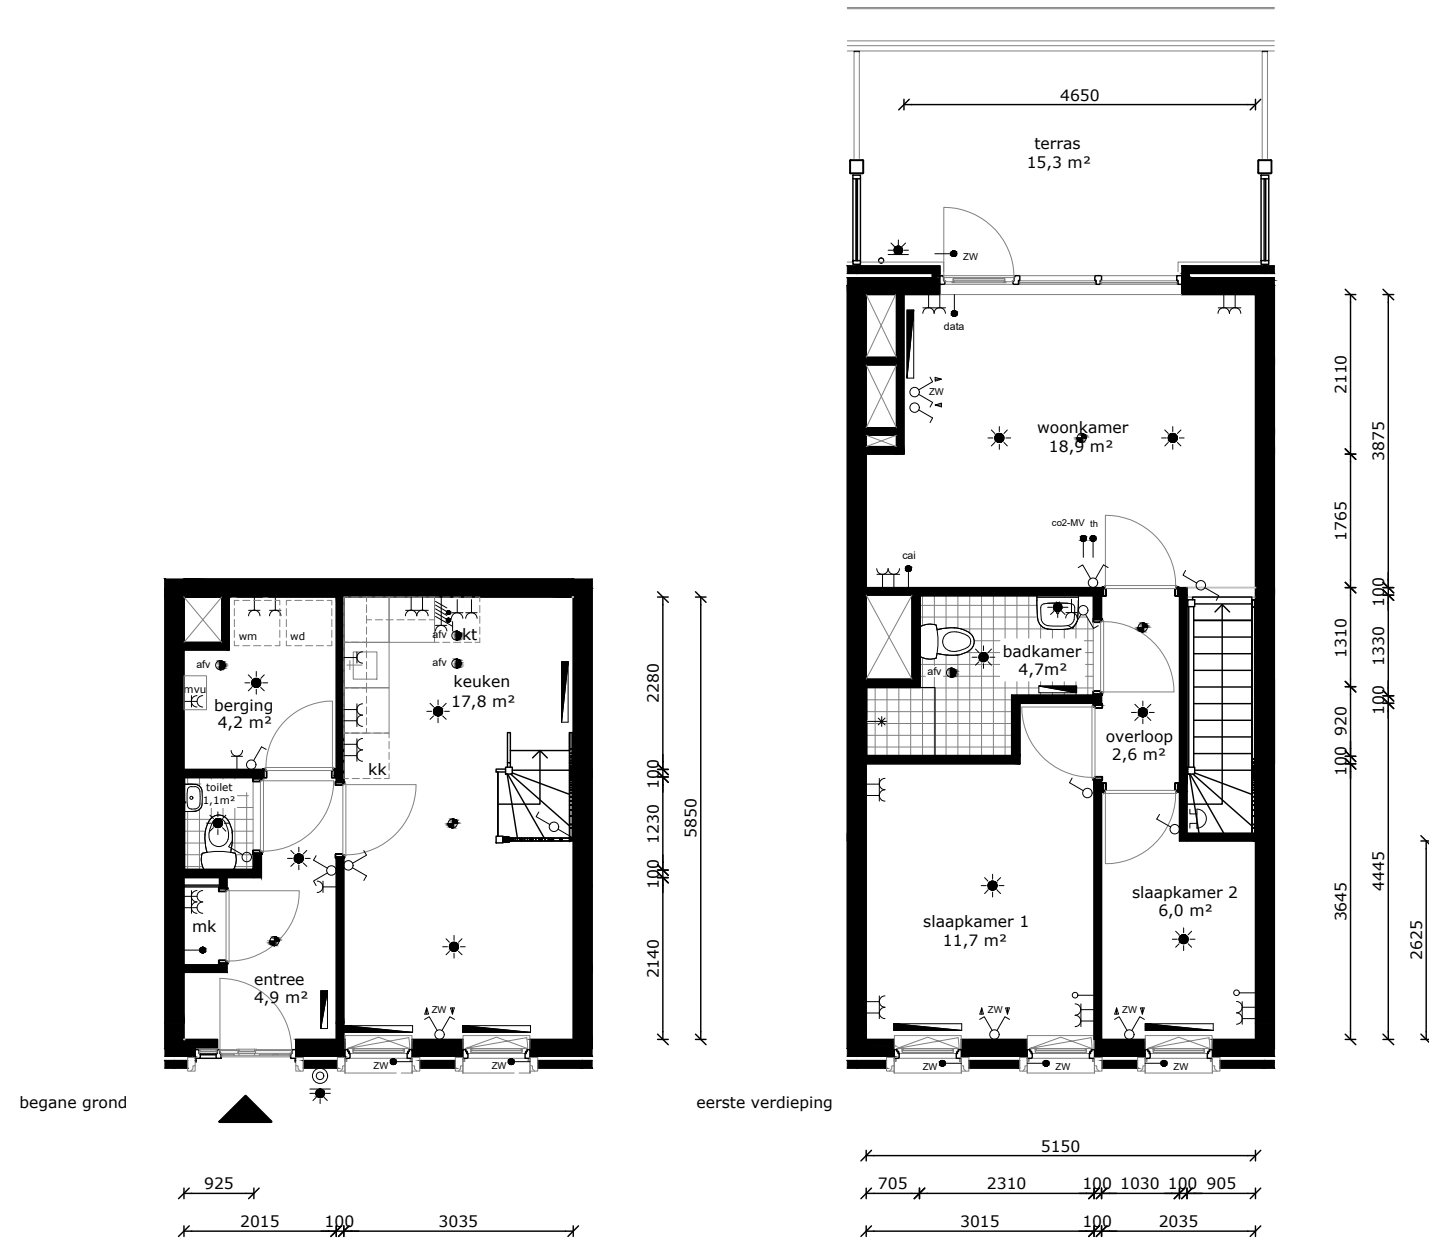 4650
terras
15,3 m²
ZW
data
ZW
woonkamer
18,9 m²
co2-MV th
cai
badkamer
4,7m²
afv
overloop
2,6 m²
slaapkamer 1
11,7 m²
slaapkamer 2
6,0 m²
ZW
ZW
ZW
ZW
ZW
2110
1765
1310
920
100
3645
3875
100
1330
100
4445
2625
wm
wd
afv
mvu
berging
4,2 m²
afv
kt
afv
keuken
17,8 m²
kk
toilet
1,1m²
mk
entree
4,9 m²
ZW
ZW
ZW
2280
100
1230
100
2140
5850
begane grond
eerste verdieping
925
2015
100
3035
5150
705
2310
100
1030
100
905
3015
100
2035